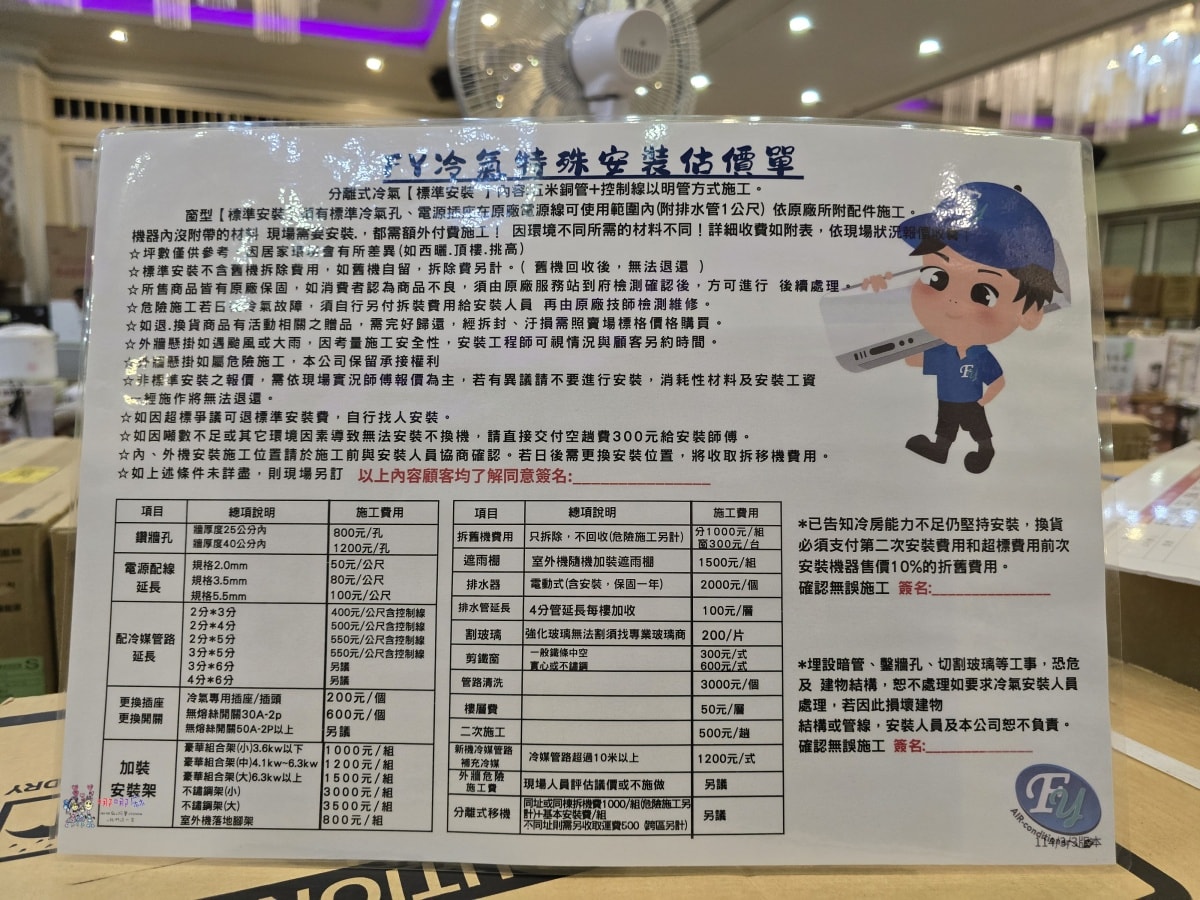 FY冷氣特殊安裝估價單
分離式冷氣【標準安裝 】內容:五米銅管+控制線以明管方式施工。
窗型【標準安裝】須有標準冷氣孔、電源插座在原廠電源線可使用範圍內(附排水管1公尺) 依原廠所附配件施工。
機器內沒附帶的材料 現場需要安裝.，都需額外付費施工！ 因環境不同所需的材料不同！詳細收費如附表，依現場狀況報價收費。
☆坪數僅供參考，因居家環境會有所差異(如西曬.頂樓.挑高)
☆標準安裝不含舊機拆除費用，如舊機自留，拆除費另計。( 舊機回收後，無法退還 )
☆所售商品皆有原廠保固，如消費者認為商品不良，須由原廠服務站到府檢測確認後，方可進行 後續處理。
☆危險施工若日後冷氣故障，須自行另付拆裝費用給安裝人員 再由原廠技師檢測維修。
☆如退.換貨商品有活動相關之贈品，需完好歸還，經拆封、汙損需照賣場標格價格購買。
☆外牆懸掛如遇颱風或大雨，因考量施工安全性，安裝工程師可視情況與顧客另約時間。
☆外牆懸掛如屬危險施工，本公司保留承接權利
☆非標準安裝之報價，需依現場實況師傅報價為主，若有異議請不要進行安裝，消耗性材料及安裝工資
一經施作將無法退還。
☆如因超標爭議可退標準安裝費，自行找人安裝。
☆如因噸數不足或其它環境因素導致無法安裝不換機，請直接交付空趟費300元給安裝師傅。
☆內、外機安裝施工位置請於施工前與安裝人員協商確認。若日後需更換安裝位置，將收取拆移機費用。
☆如上述條件未詳盡，則現場另訂 以上內容顧客均了解同意簽名:
項目 總項說明 施工費用
鑽牆孔 牆厚度25公分內 800元/孔
牆厚度40公分內 1200元/孔
電源配線延長 規格2.0mm 50元/公尺
規格3.5mm 80元/公尺
規格5.5mm 100元/公尺
配冷媒管路延長 2分*3分 400元/公尺含控制線
2分*4分 500元/公尺含控制線
2分*5分 550元/公尺含控制線
3分*5分 550元/公尺含控制線
3分*6分 另議
4分*6分
更換插座 冷氣專用插座/插頭 200元/個
更換開關 無熔絲開關30A-2p 600元/個
無熔絲開關50A-2P以上 另議
加裝安裝架 豪華組合架(小)3.6kw以下 1000元/組
豪華組合架(中)4.1kw~6.3kw 1200元/組
豪華組合架(大)6.3kw以上 1500元/組
不鏽鋼架(小) 3000元/組
不鏽鋼架(大) 3500元/組
室外機落地腳架 800元/組
項目 總項說明 施工費用
拆舊機費用 只拆除，不回收(危險施工另計) 分1000元/組
窗300元/台
遮雨棚 室外機隨機加裝遮雨棚 1500元/組
排水器 電動式(含安裝，保固一年) 2000元/個
排水管延長 4分管延長每樓加收 100元/層
割玻璃 強化玻璃無法割須找專業玻璃商 200/片
剪鐵窗 一般鐵條中空 300元/式
實心或不鏽鋼 600元/式
管路清洗 3000元/個
樓層費 50元/層
二次施工 500元/趟
新機冷媒管路補充冷媒 冷媒管路超過10米以上 1200元/式
外牆危險施工費 現場人員評估議價或不施做 另議
分離式移機 同址或同棟拆機費1000/組(危險施工另計)+基本安裝費/組 另議
不同址則需另收取運費500 (跨區另計)
*已告知冷房能力不足仍堅持安裝，換貨
必須支付第二次安裝費用和超標費用前次
安裝機器售價10%的折舊費用。
確認無誤施工 簽名:
*埋設暗管、鑿牆孔、切割玻璃等工事，恐危
及 建物結構，恕不處理如要求冷氣安裝人員
處理，若因此損壞建物
結構或管線，安裝人員及本公司恕不負責。
確認無誤施工 簽名:
FY
114/3/3版本